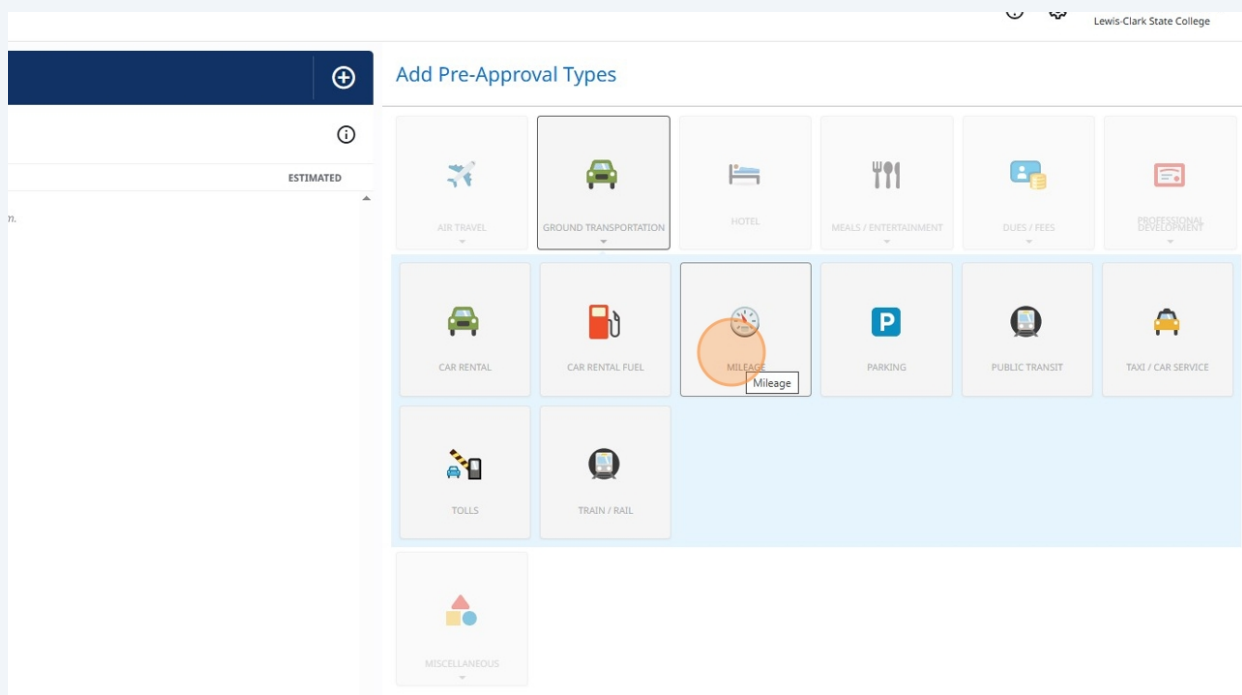 Lewis-Clark State College
Add Pre-Approval Types
ESTIMATED
m.
AIR TRAVEL
GROUND TRANSPORTATION
HOTEL
MEALS / ENTERTAINMENT
DUES / FEES
PROFESSIONAL
DEVELOPMENT
CAR RENTAL
CAR RENTAL FUEL
MILEAGE
Mileage
P
PARKING
PUBLIC TRANSIT
TAXI / CAR SERVICE
TOLLS
TRAIN / RAIL
MISCELLANEOUS